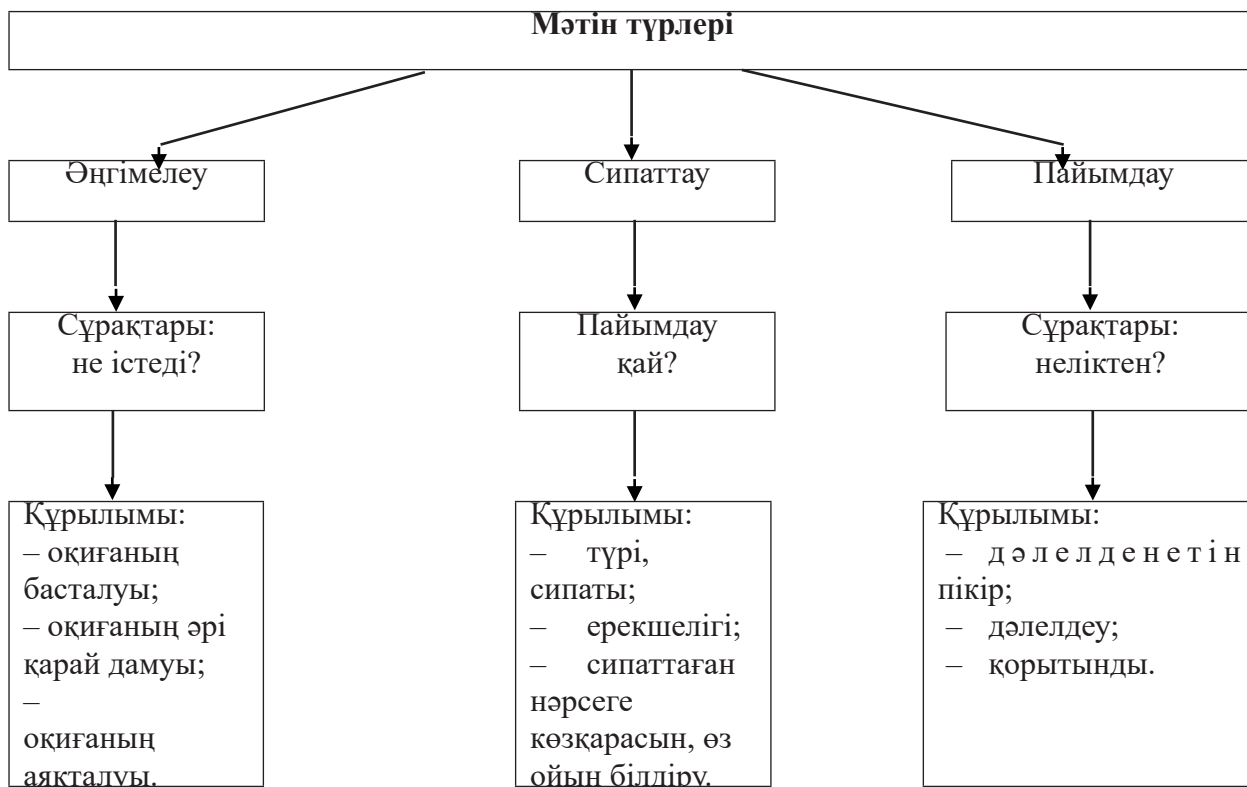 Мәтін түрлері
Әңгімелеу
Сипаттау
Пайымдау
Сұрақтары:
не істеді?
Пайымдау
қай?
Сұрақтары:
неліктен?
Құрылымы:
– оқиғаның
басталуы;
– оқиғаның әрі
қарай дамуы;
–
оқиғаның
аяқталуы.
Құрылымы:
– түрі,
сипаты;
– ерекшелігі;
– сипаттаған
нәрсеге
көзқарасын, өз
ойын білдіру.
Құрылымы:
– дәлелденетін
пікір;
– дәлелдеу;
– қорытынды.